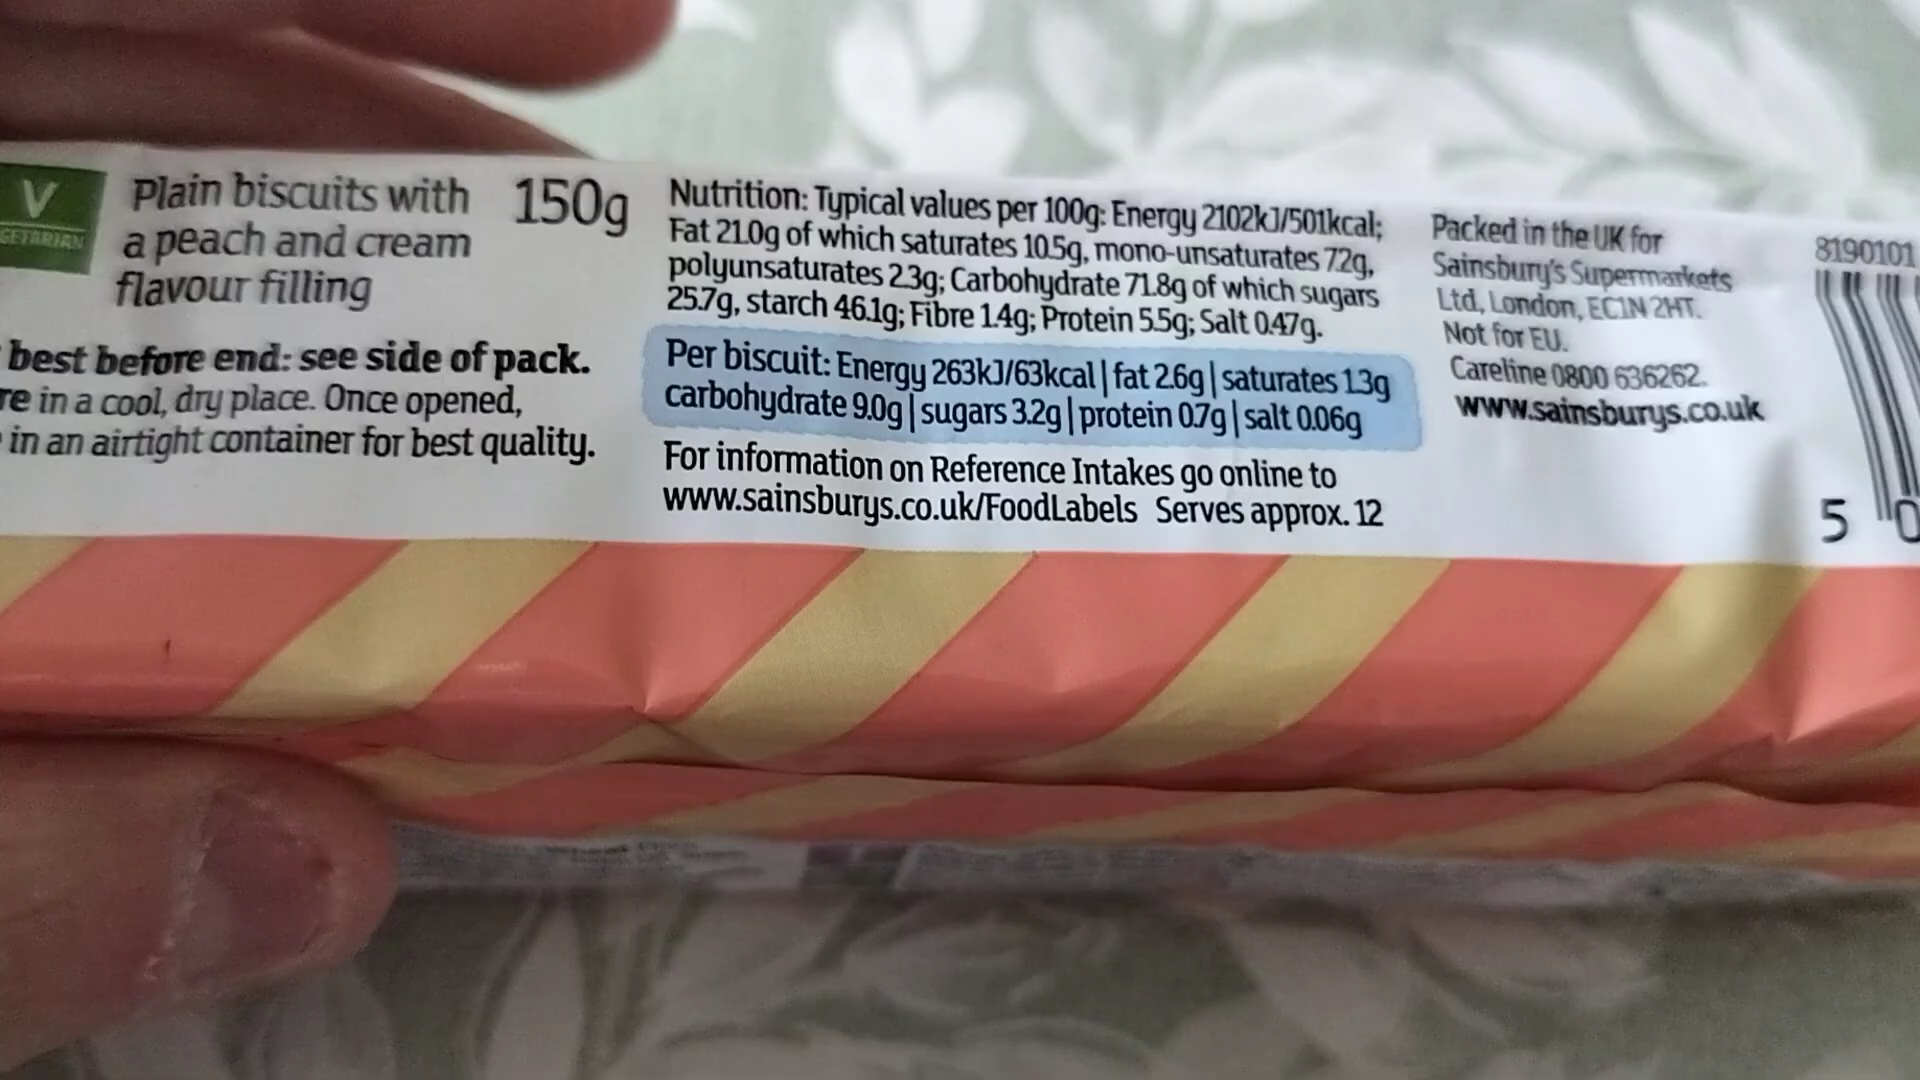 V
GETARIAN
Plain biscuits with
a peach and cream
flavour filling
150g
best before end: see side of pack.
re in a cool, dry place. Once opened,
in an airtight container for best quality.
Nutrition: Typical values per 100g: Energy 2102kJ/501kcal;
Fat 21.0g of which saturates 10.5g, mono-unsaturates 7.2g,
polyunsaturates 2.3g; Carbohydrate 71.8g of which sugars
25.7g, starch 46.1g; Fibre 1.4g; Protein 5.5g; Salt 0.47g.
Per biscuit: Energy 263kJ/63kcal | fat 2.6g | saturates 1.3g
carbohydrate 9.0g | sugars 3.2g | protein 0.7g | salt 0.06g
For information on Reference Intakes go online to
www.sainsburys.co.uk/FoodLabels Serves approx. 12
Packed in the UK for
Sainsbury's Supermarkets
Ltd, London, EC1N 2HT.
Not for EU.
Careline 0800 636262.
www.sainsburys.co.uk
8190101
5 0